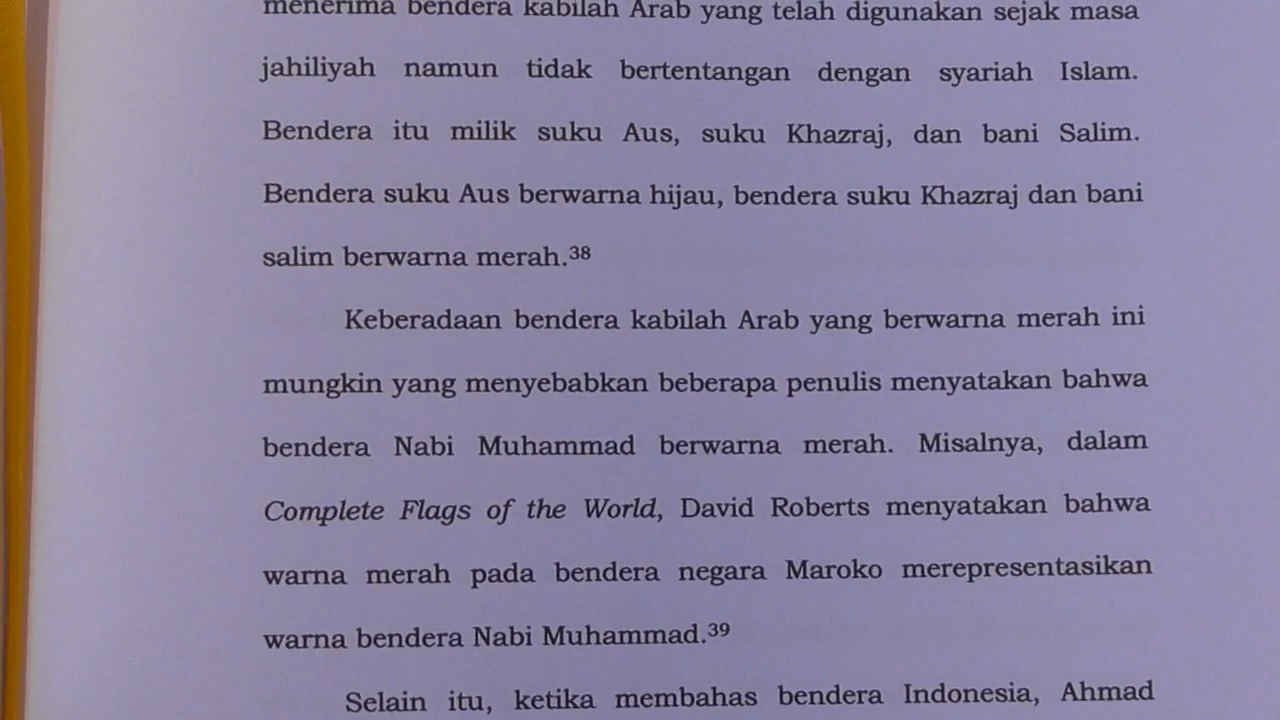 menerima bendera kabilah Arab yang telah digunakan sejak masa
jahiliyah namun tidak bertentangan dengan syariah Islam.
Bendera itu milik suku Aus, suku Khazraj, dan bani Salim.
Bendera suku Aus berwarna hijau, bendera suku Khazraj dan bani
salim berwarna merah.³⁸
Keberadaan bendera kabilah Arab yang berwarna merah ini
mungkin yang menyebabkan beberapa penulis menyatakan bahwa
bendera Nabi Muhammad berwarna merah. Misalnya, dalam
Complete Flags of the World, David Roberts menyatakan bahwa
warna merah pada bendera negara Maroko merepresentasikan
warna bendera Nabi Muhammad.³⁹
Selain itu, ketika membahas bendera Indonesia, Ahmad